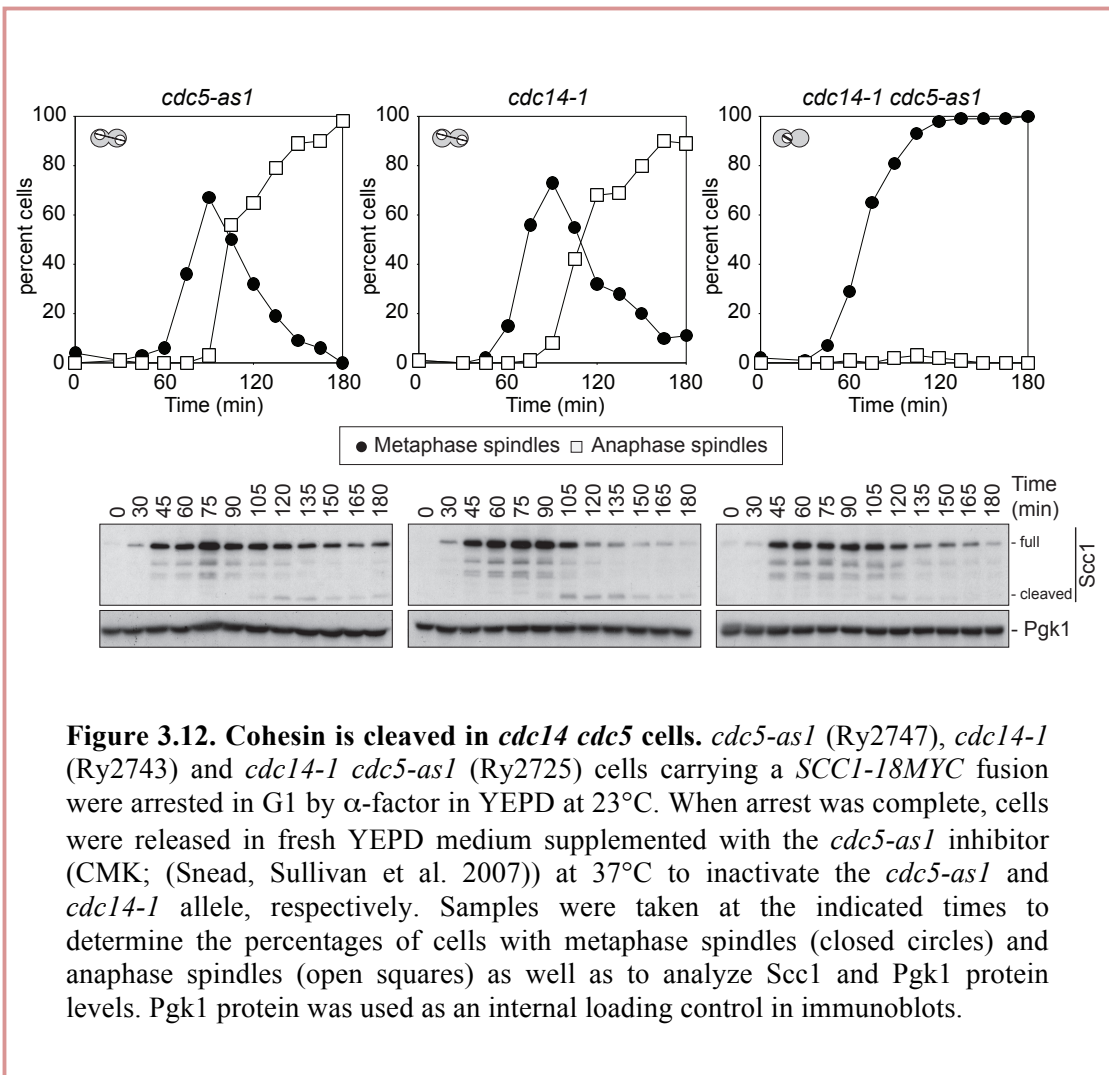 cdc5-as1
cdc14-1
cdc14-1 cdc5-as1
percent cells
100
80
60
40
20
0
0 60 120 180
Time (min)
percent cells
100
80
60
40
20
0
0 60 120 180
Time (min)
percent cells
100
80
60
40
20
0
0 60 120 180
Time (min)
● Metaphase spindles □ Anaphase spindles
0 30 45 60 75 90 105 120 135 150 165 180
0 30 45 60 75 90 105 120 135 150 165 180
0 30 45 60 75 90 105 120 135 150 165 180
Time
(min)
- full
- cleaved
Scc1
- Pgk1
Figure 3.12. Cohesin is cleaved in cdc14 cdc5 cells. cdc5-as1 (Ry2747), cdc14-1
(Ry2743) and cdc14-1 cdc5-as1 (Ry2725) cells carrying a SCC1-18MYC fusion
were arrested in G1 by α-factor in YEPD at 23°C. When arrest was complete, cells
were released in fresh YEPD medium supplemented with the cdc5-as1 inhibitor
(CMK; (Snead, Sullivan et al. 2007)) at 37°C to inactivate the cdc5-as1 and
cdc14-1 allele, respectively. Samples were taken at the indicated times to
determine the percentages of cells with metaphase spindles (closed circles) and
anaphase spindles (open squares) as well as to analyze Scc1 and Pgk1 protein
levels. Pgk1 protein was used as an internal loading control in immunoblots.